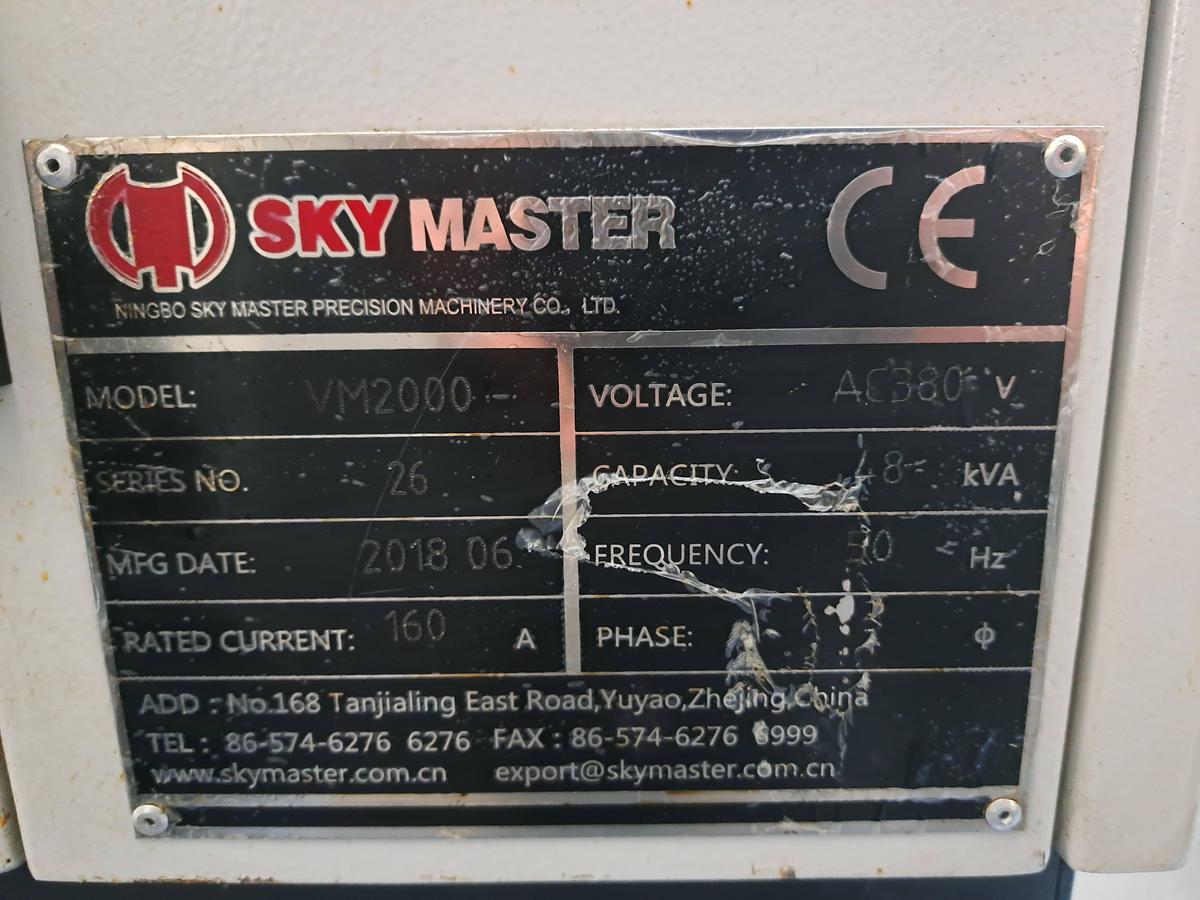 SKY MASTER
CE
NINGBO SKY MASTER PRECISION MACHINERY CO., LTD.
MODEL: VM2000
VOLTAGE: AC380 V
SERIES NO. 26
CAPACITY: kVA
MFG DATE: 2018 06
FREQUENCY: 50 Hz
RATED CURRENT: 160 A
PHASE: ϕ
ADD : No.168 Tanjialing East Road,Yuyao,Zhejing,China
TEL : 86-574-6276 6276 FAX : 86-574-6276 6999
www.skymaster.com.cn export@skymaster.com.cn